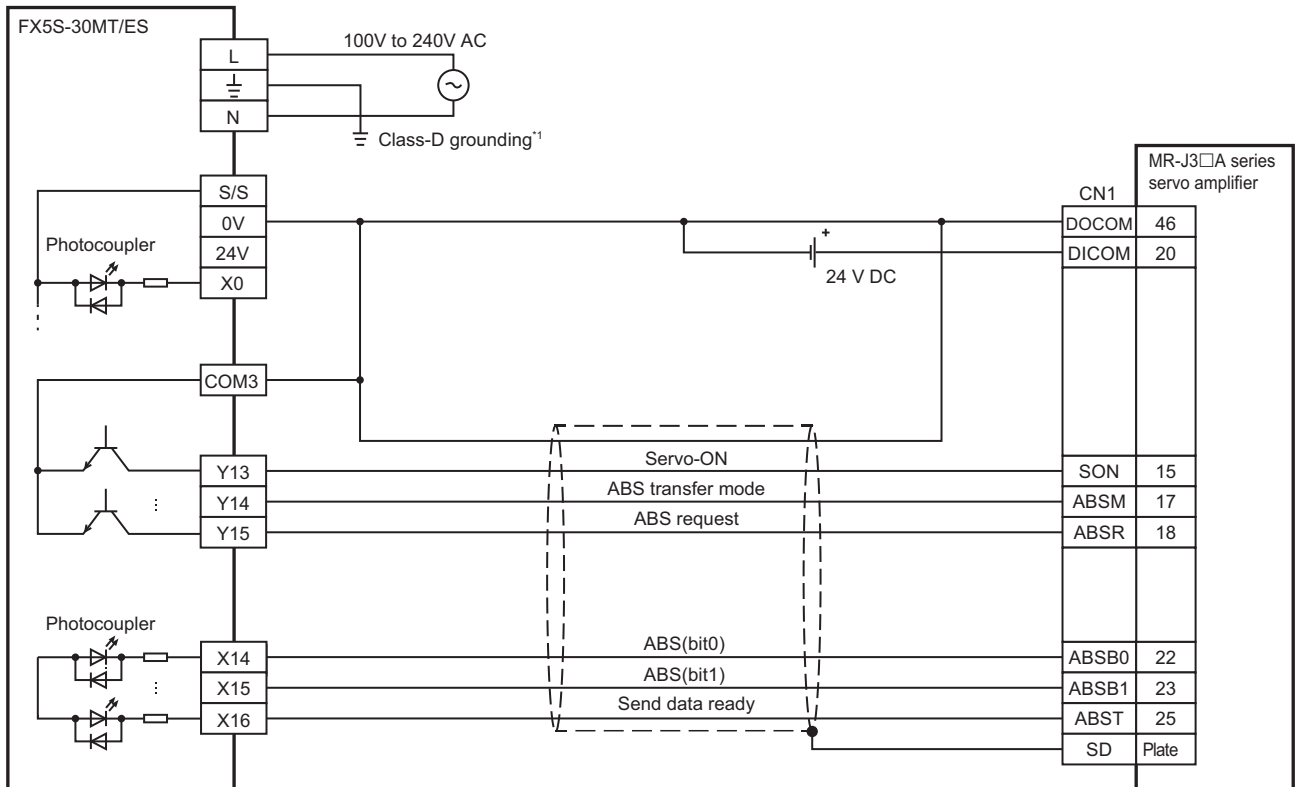 FX5S-30MT/ES
L
N
100V to 240V AC
Class-D grounding*1
S/S
0V
24V
X0
Photocoupler
COM3
Y13
Y14
Y15
Photocoupler
X14
X15
X16
+
24 V DC
Servo-ON
ABS transfer mode
ABS request
ABS(bit0)
ABS(bit1)
Send data ready
MR-J3□A series
servo amplifier
CN1
DOCOM 46
DICOM 20
SON 15
ABSM 17
ABSR 18
ABSB0 22
ABSB1 23
ABST 25
SD Plate